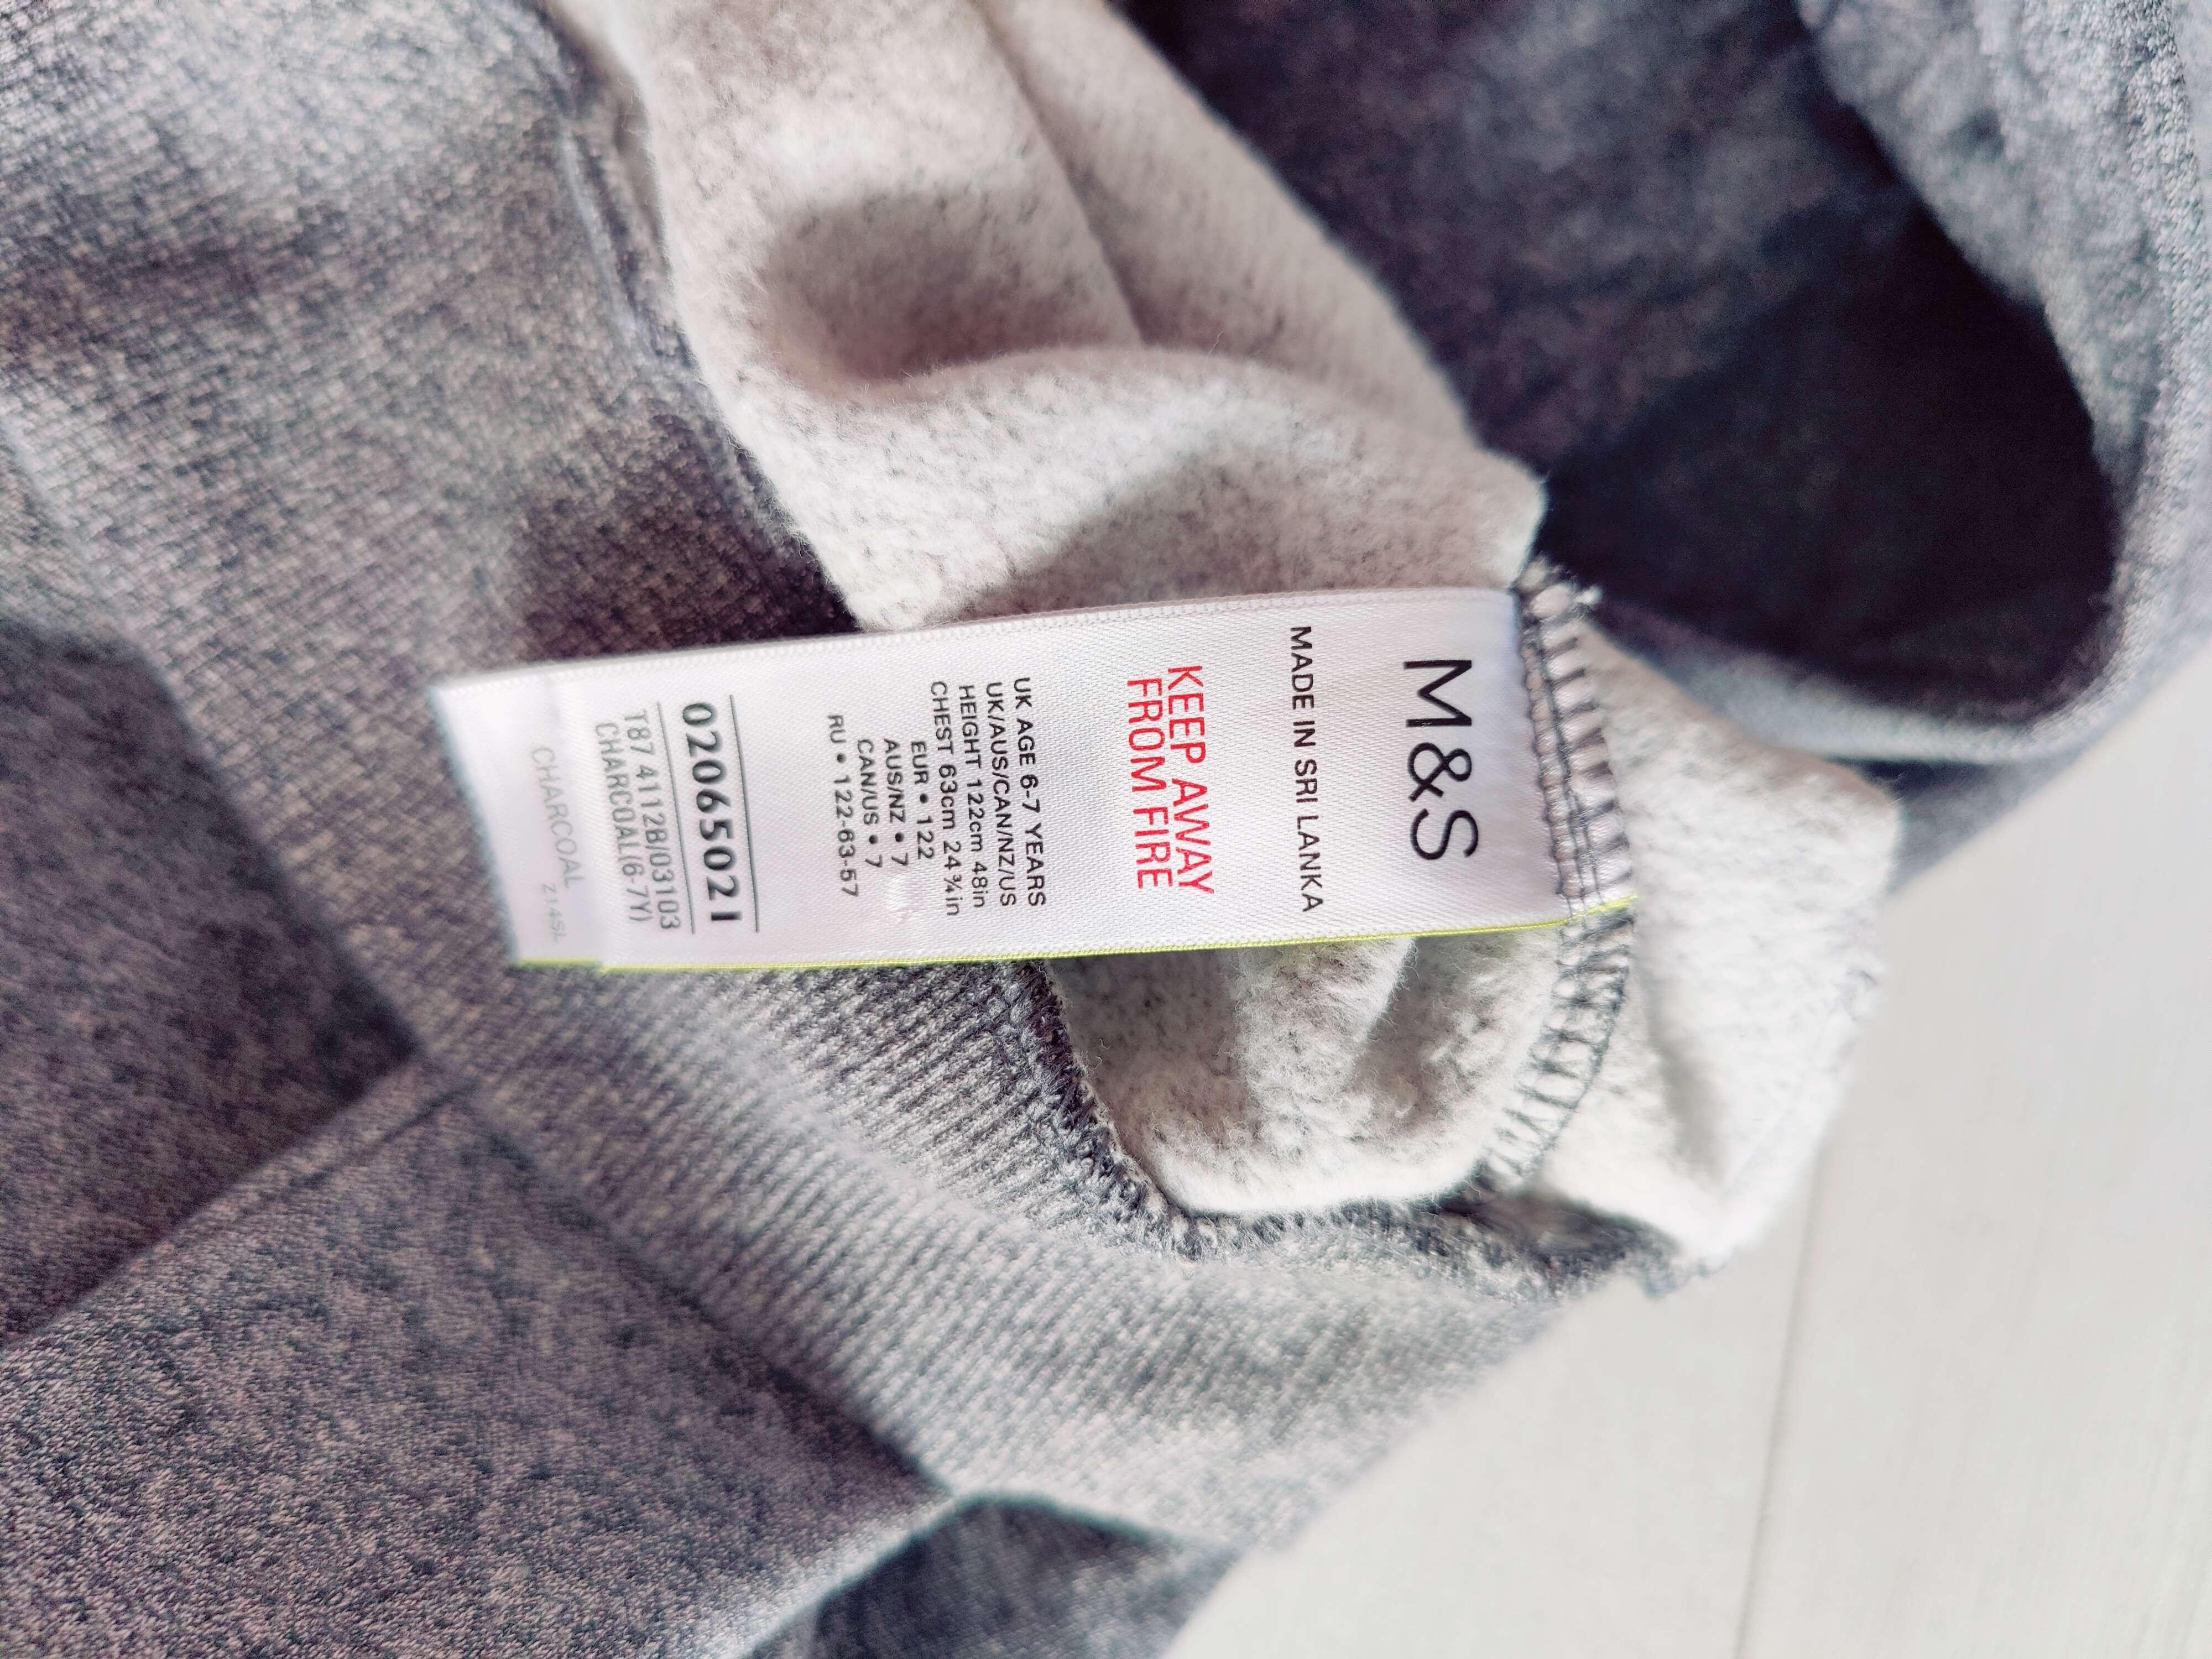 M&S
MADE IN SRI LANKA
KEEP AWAY
FROM FIRE
UK AGE 6-7 YEARS
UK/AUS/CAN/NZ/US
HEIGHT 122cm 48in
CHEST 63cm 24¾in
EUR • 122
AUS/NZ • 7
CAN/US • 7
RU • 122-63-57
02065021
T87 4112B/03103
CHARCOAL(6-7Y)
CHARCOAL